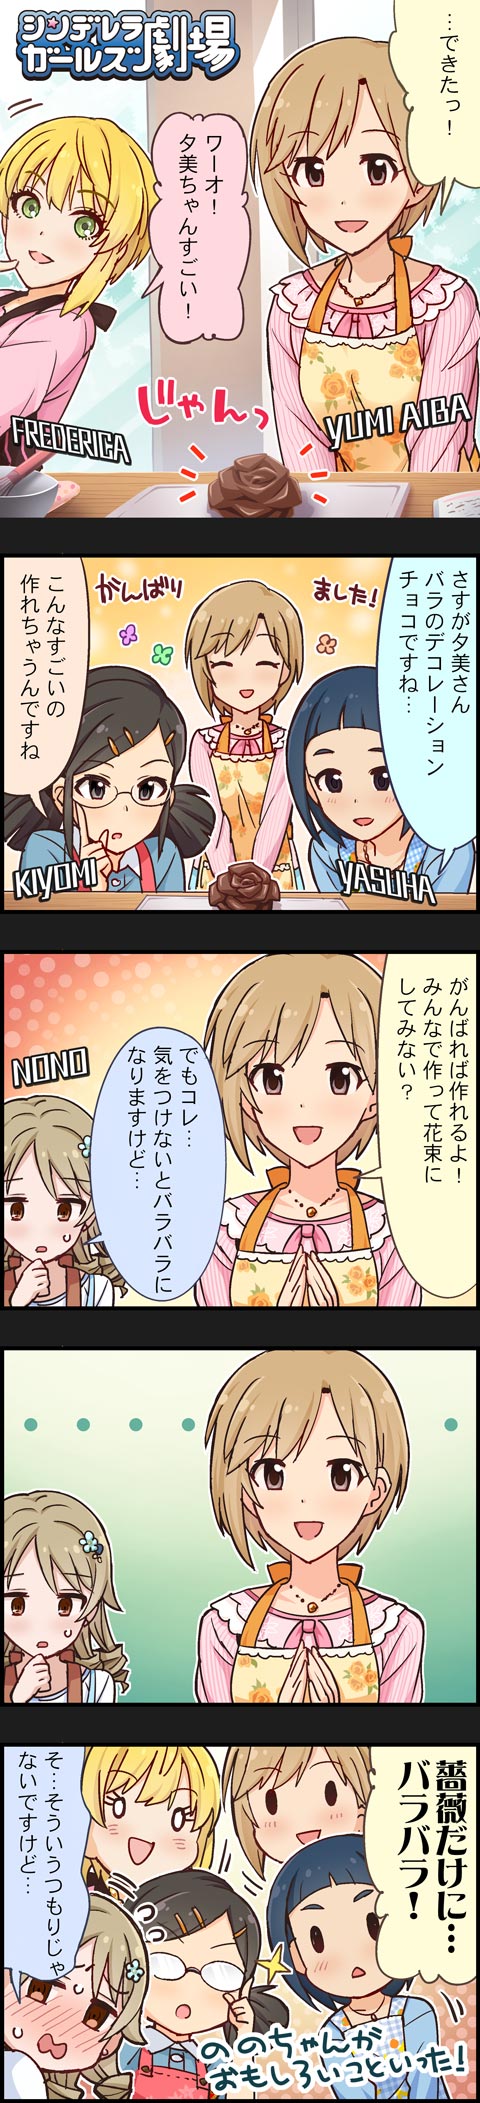 シンデレラ
ガールズ劇場
…できたっ！
ワーオ！
夕美ちゃんすごい！
じゃんっ
FREDERICA
YUMI AIBA
さすが夕美さん
バラのデコレーション
チョコですね…
がんばり
ました！
こんなすごいの
作れちゃうんですね
KIYOMI
YASUHA
がんばれば作れるよ！
みんなで作って花束に
してみない？
でもコレ…
気をつけないとバラバラに
なりますけど…
NONO
・・・・・
薔薇だけに…
バラバラ！
そ…そういうつもりじゃ
ないですけど…
ののちゃんが
おもしろいこといった！